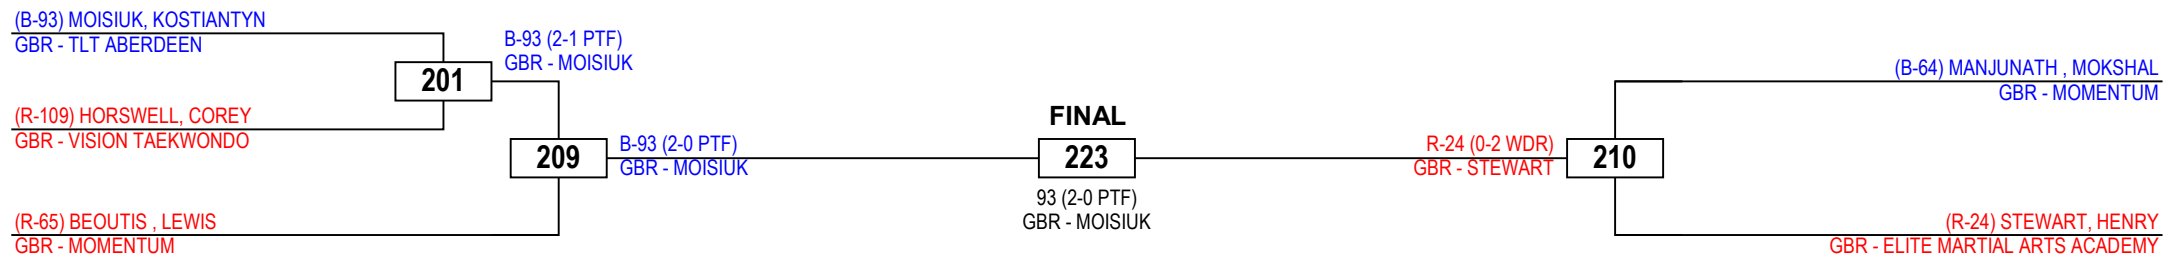 (B-93) MOISIUK, KOSTIANTYN
GBR - TLT ABERDEEN
B-93 (2-1 PTF)
GBR - MOISIUK
201
(R-109) HORSWELL, COREY
GBR - VISION TAEKWONDO
209
B-93 (2-0 PTF)
GBR - MOISIUK
(R-65) BEOUTIS , LEWIS
GBR - MOMENTUM
FINAL
223
93 (2-0 PTF)
GBR - MOISIUK
(B-64) MANJUNATH , MOKSHAL
GBR - MOMENTUM
R-24 (0-2 WDR)
GBR - STEWART
210
(R-24) STEWART, HENRY
GBR - ELITE MARTIAL ARTS ACADEMY